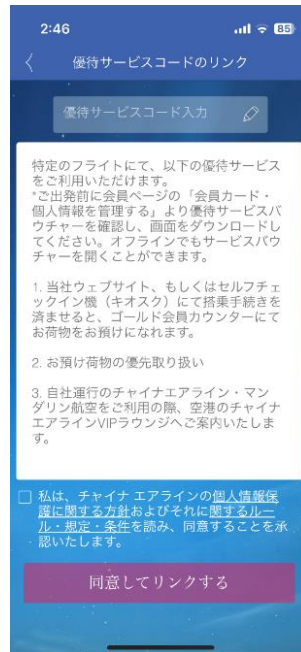 2:46
85
優待サービスコードのリンク
優待サービスコード入力
特定のフライトにて、以下の優待サービス
をご利用いただけます。
*ご出発前に会員ページの「会員カード・
個人情報を管理する」より優待サービスバ
ウチャーを確認し、画面をダウンロードし
てください。オフラインでもサービスバウ
チャーを開くことができます。
1. 当社ウェブサイト、もしくはセルフチェ
ックイン機（キオスク）にて搭乗手続きを
済ませると、ゴールド会員カウンターにて
お荷物をお預けになれます。
2. お預け荷物の優先取り扱い
3. 自社運行のチャイナエアライン・マン
ダリン航空をご利用の際、空港のチャイナ
エアラインVIPラウンジへご案内いたしま
す。
私は、チャイナ エアラインの個人情報保
護に関する方針およびそれに関するルー
ル・規定・条件を読み、同意することを承
認いたします。
同意してリンクする